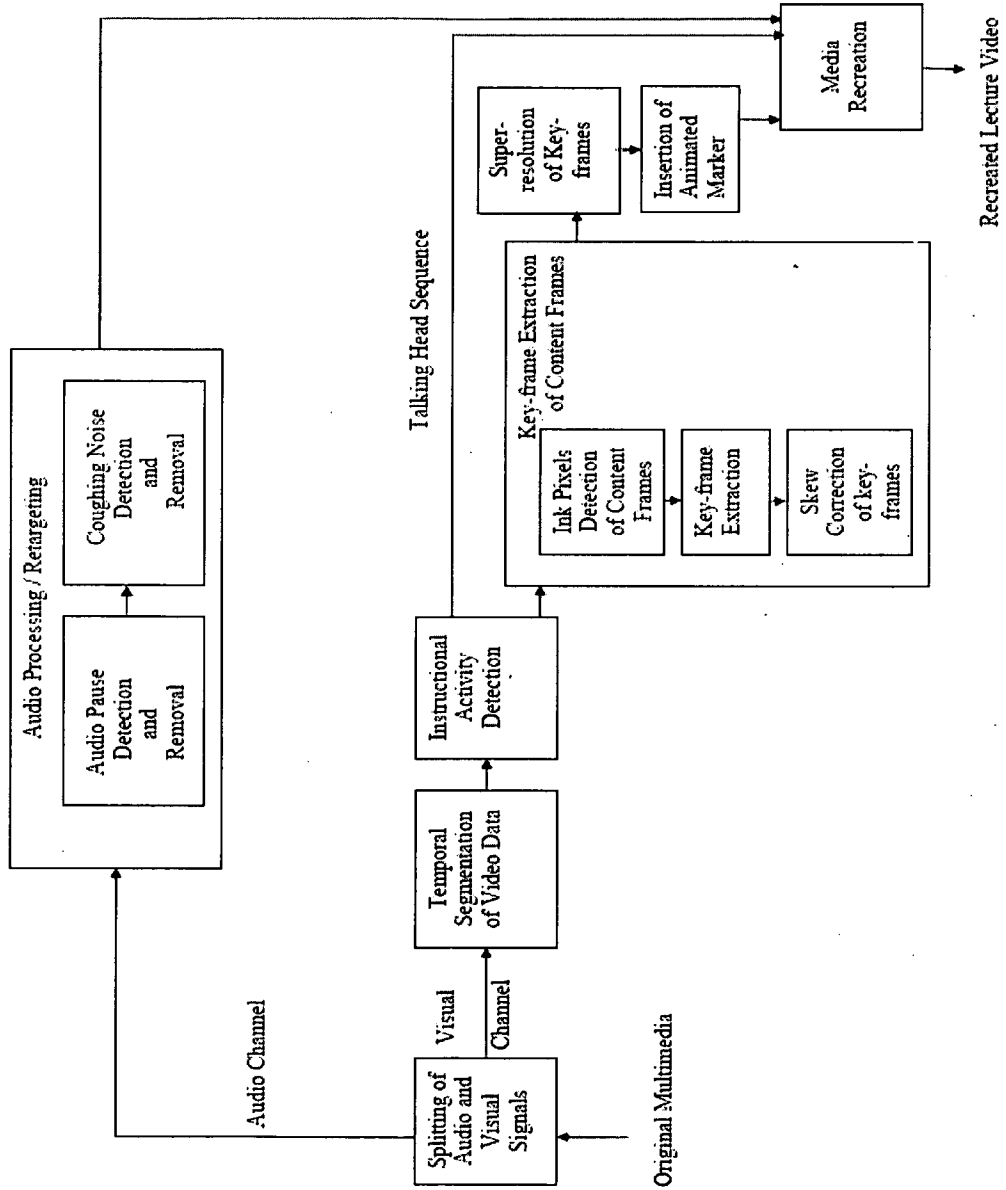 Audio Processing / Retargeting
Audio Pause
Detection
and
Removal
Coughing Noise
Detection
and
Removal
Audio Channel
Splitting of
Audio and
Visual
Signals
Original Multimedia
Visual
Channel
Temporal
Segmentation
of Video Data
Instructional
Activity
Detection
Talking Head Sequence
Key-frame Extraction
of Content Frames
Ink Pixels
Detection
of Content
Frames
Key-frame
Extraction
Skew
Correction
of key-
frames
Super-
resolution
of Key-
frames
Insertion of
Animated
Marker
Media
Recreation
Recreated Lecture Video